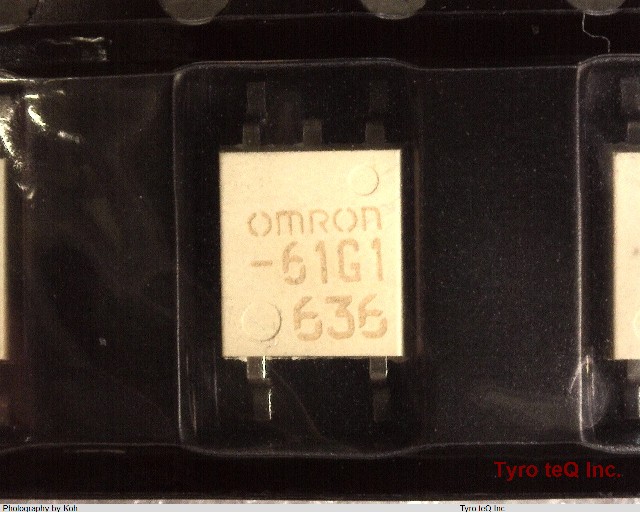 omron
-61G1
636
Tyro teQ Inc.
Photography by Koh
Tyro teQ Inc